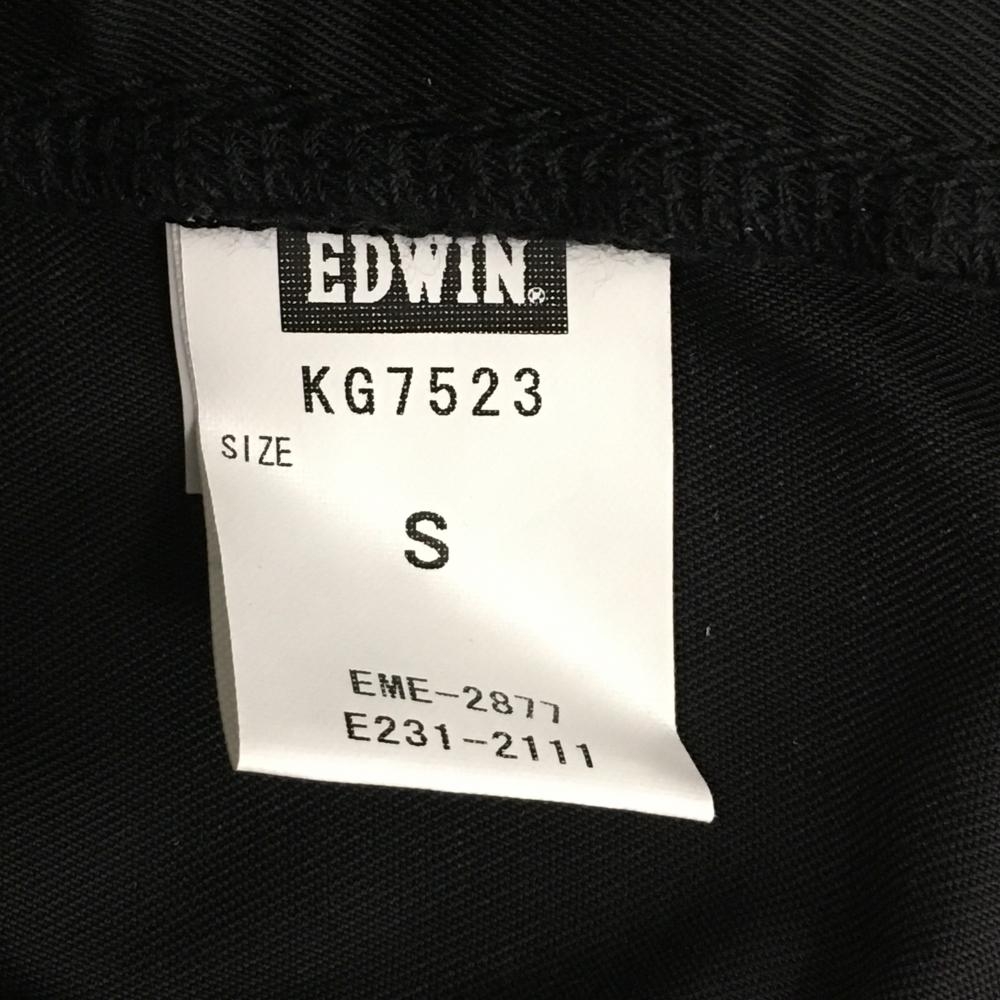 EDWIN®
KG7523
SIZE
S
EME-2877
E231-2111